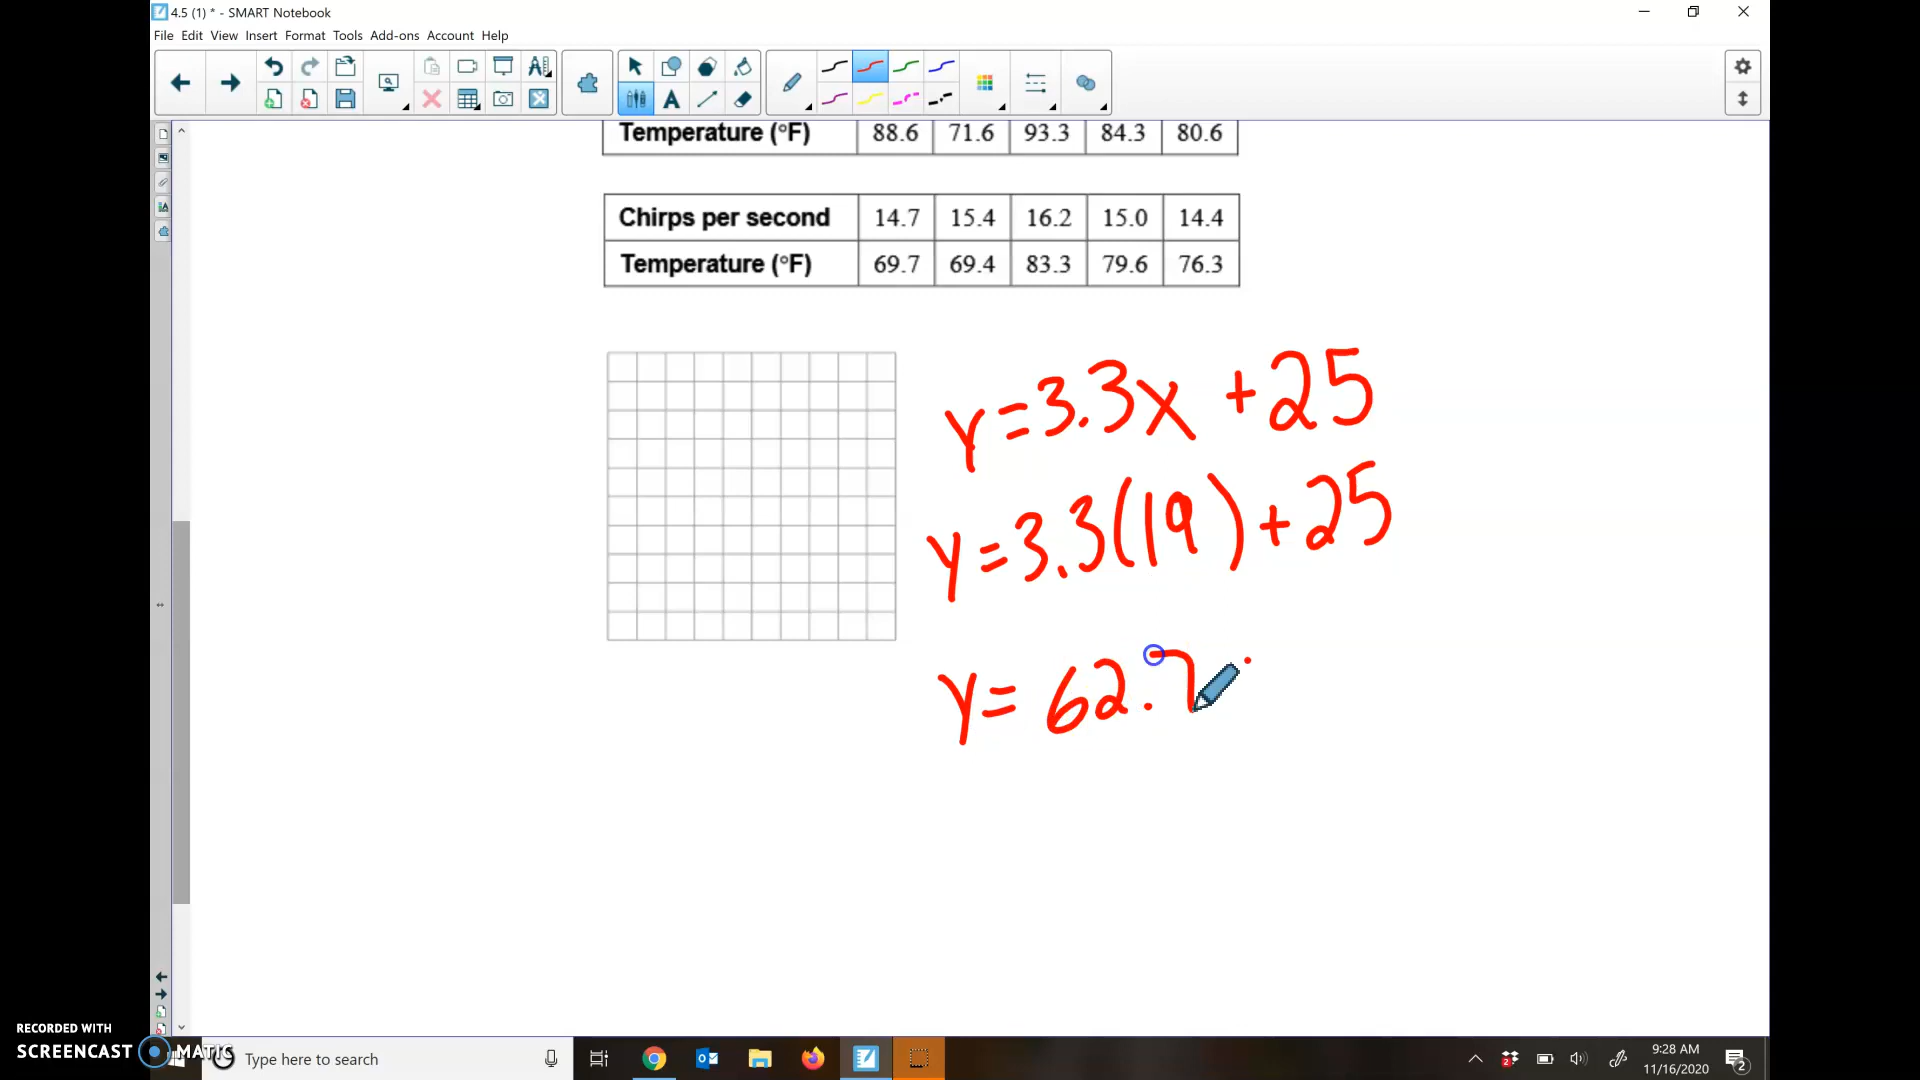 4.5 (1) * - SMART Notebook
File Edit View Insert Format Tools Add-ons Account Help
Temperature (°F) 88.6 71.6 93.3 84.3 80.6
Chirps per second 14.7 15.4 16.2 15.0 14.4
Temperature (°F) 69.7 69.4 83.3 79.6 76.3
y=3.3x +25
y=3.3(19)+25
y= 62.7
RECORDED WITH
SCREENCAST MATIC
Type here to search
9:28 AM
11/16/2020
2
2